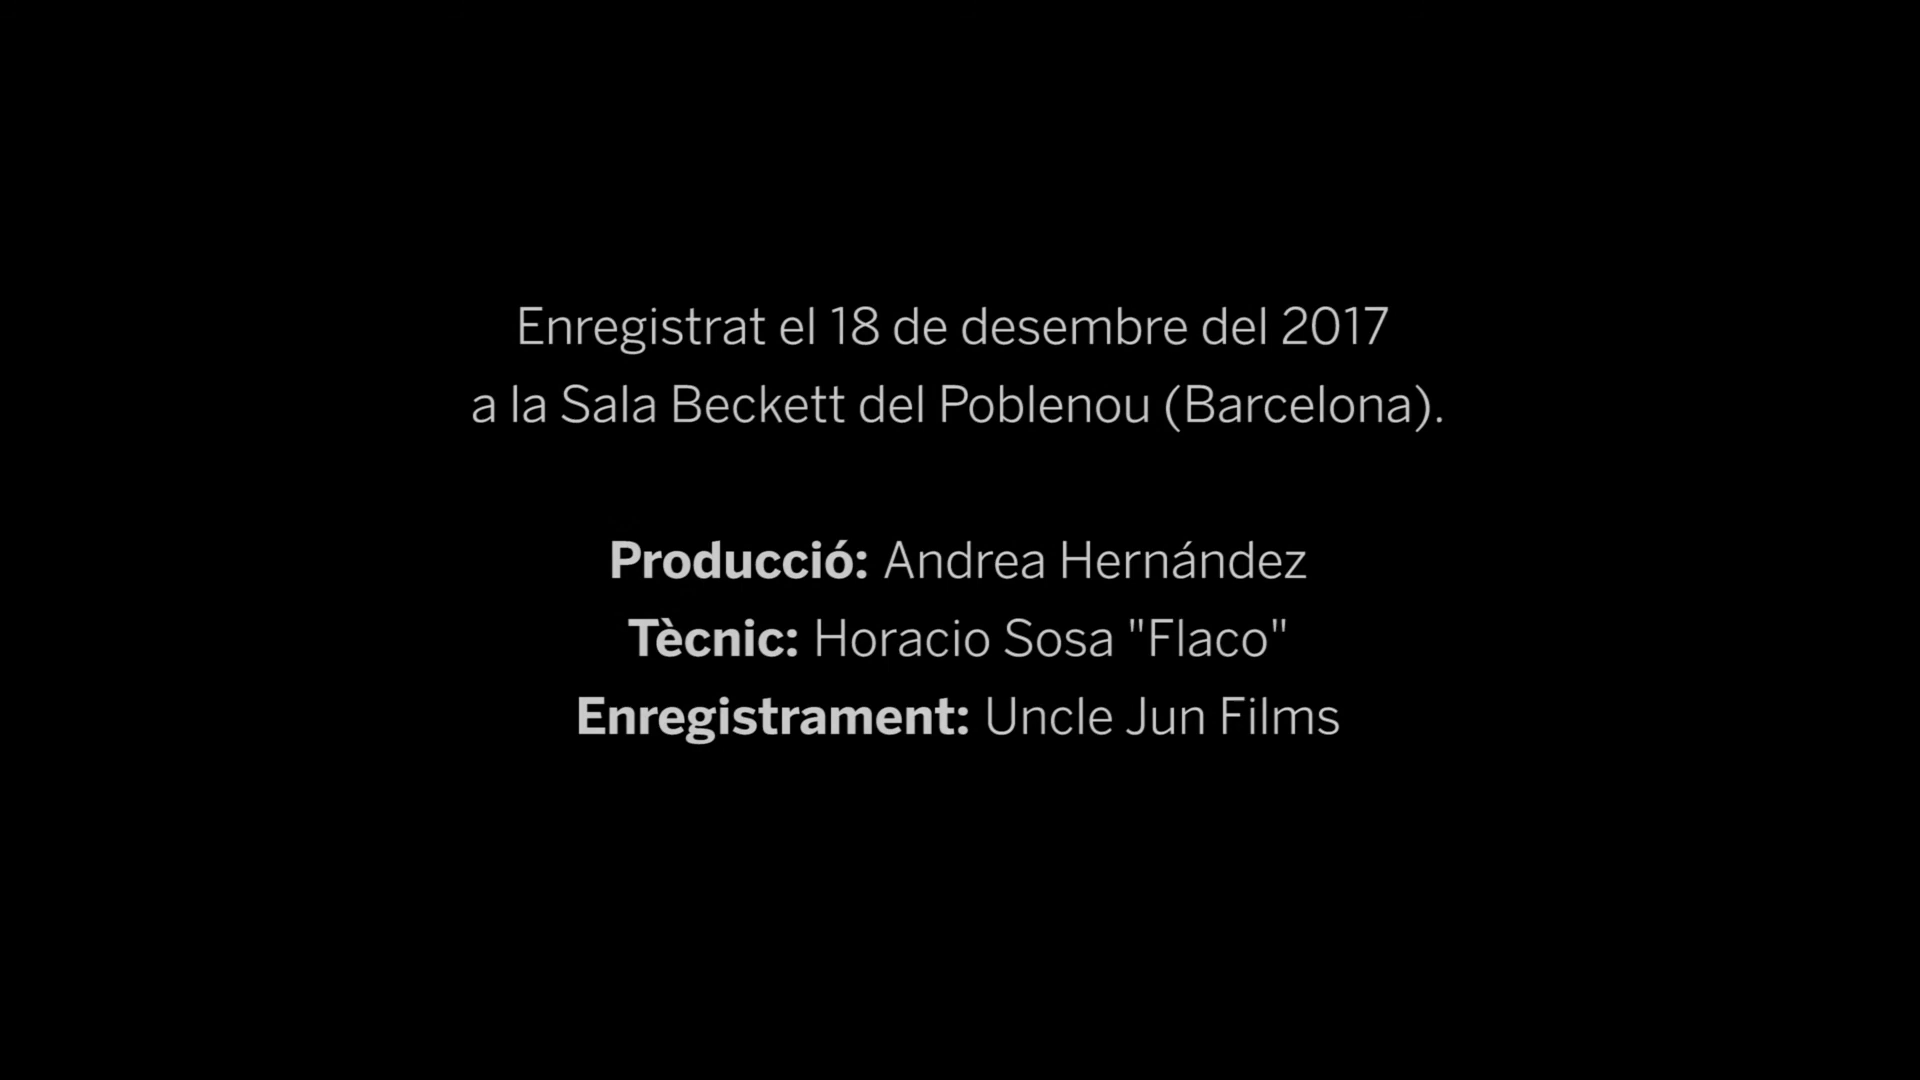 Enregistrat el 18 de desembre del 2017
a la Sala Beckett del Poblenou (Barcelona).
Producció: Andrea Hernández
Tècnic: Horacio Sosa "Flaco"
Enregistrament: Uncle Jun Films